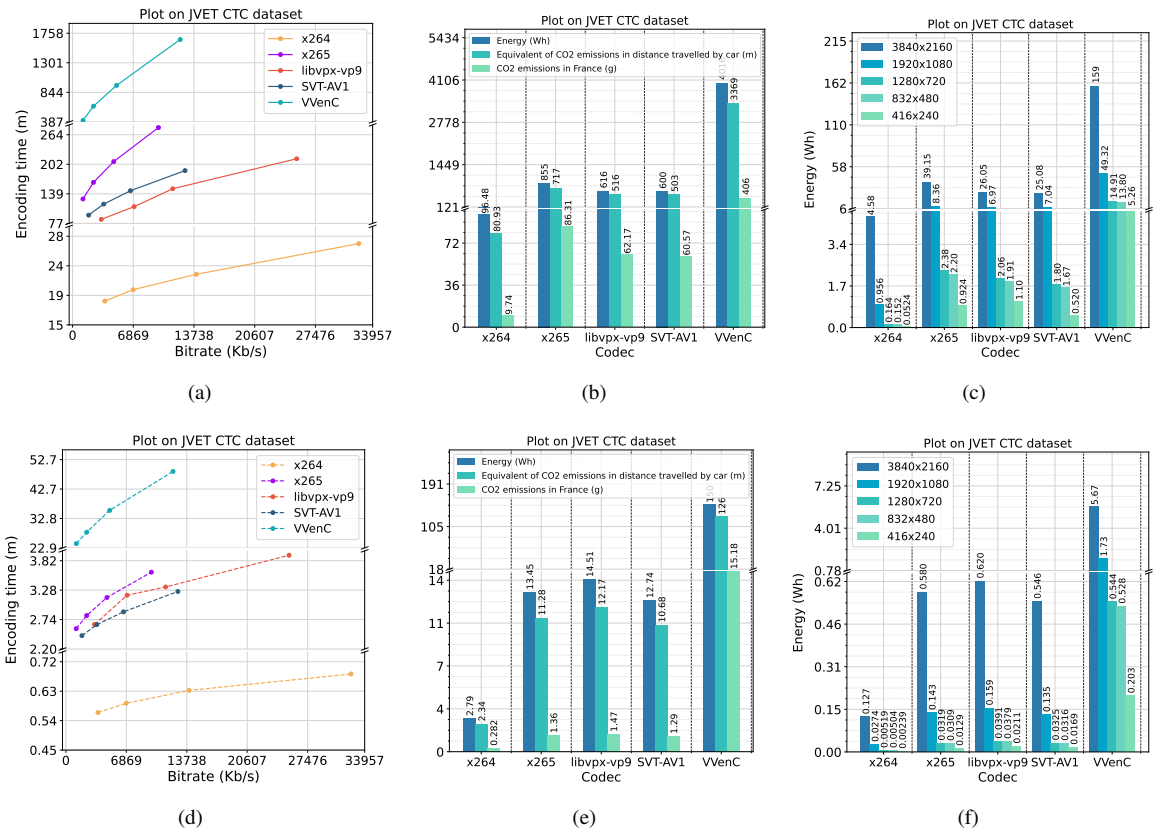 Plot on JVET CTC dataset
Encoding time (m)
1758
1301
844
387
264
202
139
77
28
24
19
15
0
6869
13738
20607
27476
33957
Bitrate (Kb/s)
x264
x265
libvpx-vp9
SVT-AV1
VVenC
(a)
Plot on JVET CTC dataset
Energy (Wh)
Equivalent of CO2 emissions in distance travelled by car (m)
CO2 emissions in France (g)
5434
4106
2778
1449
121
72
36
0
96.48
80.93
9.74
855
717
86.31
616
516
62.17
600
503
60.57
3369
406
x264
x265
libvpx-vp9
SVT-AV1
VVenC
Codec
(b)
Plot on JVET CTC dataset
Energy (Wh)
3840x2160
1920x1080
1280x720
832x480
416x240
215
162
110
58
6
3.4
1.7
0.0
4.58
0.956
0.164
0.152
0.0524
39.15
8.36
2.38
2.20
0.924
26.05
6.97
2.06
1.91
1.10
25.08
7.04
1.80
1.67
0.520
159
49.32
14.91
13.80
5.26
x264
x265
libvpx-vp9
SVT-AV1
VVenC
Codec
(c)
Plot on JVET CTC dataset
Encoding time (m)
52.7
42.7
32.8
22.9
3.82
3.28
2.74
2.20
0.72
0.63
0.54
0.45
0
6869
13738
20607
27476
33957
Bitrate (Kb/s)
x264
x265
libvpx-vp9
SVT-AV1
VVenC
(d)
Plot on JVET CTC dataset
Energy (Wh)
Equivalent of CO2 emissions in distance travelled by car (m)
CO2 emissions in France (g)
191
105
18
14
11
7
4
0
2.79
2.34
0.282
13.45
11.28
1.36
14.51
12.17
1.47
12.74
10.68
1.29
150
126
15.18
x264
x265
libvpx-vp9
SVT-AV1
VVenC
Codec
(e)
Plot on JVET CTC dataset
Energy (Wh)
3840x2160
1920x1080
1280x720
832x480
416x240
7.25
4.01
0.78
0.62
0.46
0.31
0.15
0.00
0.127
0.0274
0.00519
0.00504
0.00239
0.580
0.143
0.0319
0.0309
0.0129
0.620
0.159
0.0391
0.0379
0.0211
0.546
0.135
0.0325
0.0316
0.0169
5.67
1.73
0.544
0.528
0.203
x264
x265
libvpx-vp9
SVT-AV1
VVenC
Codec
(f)